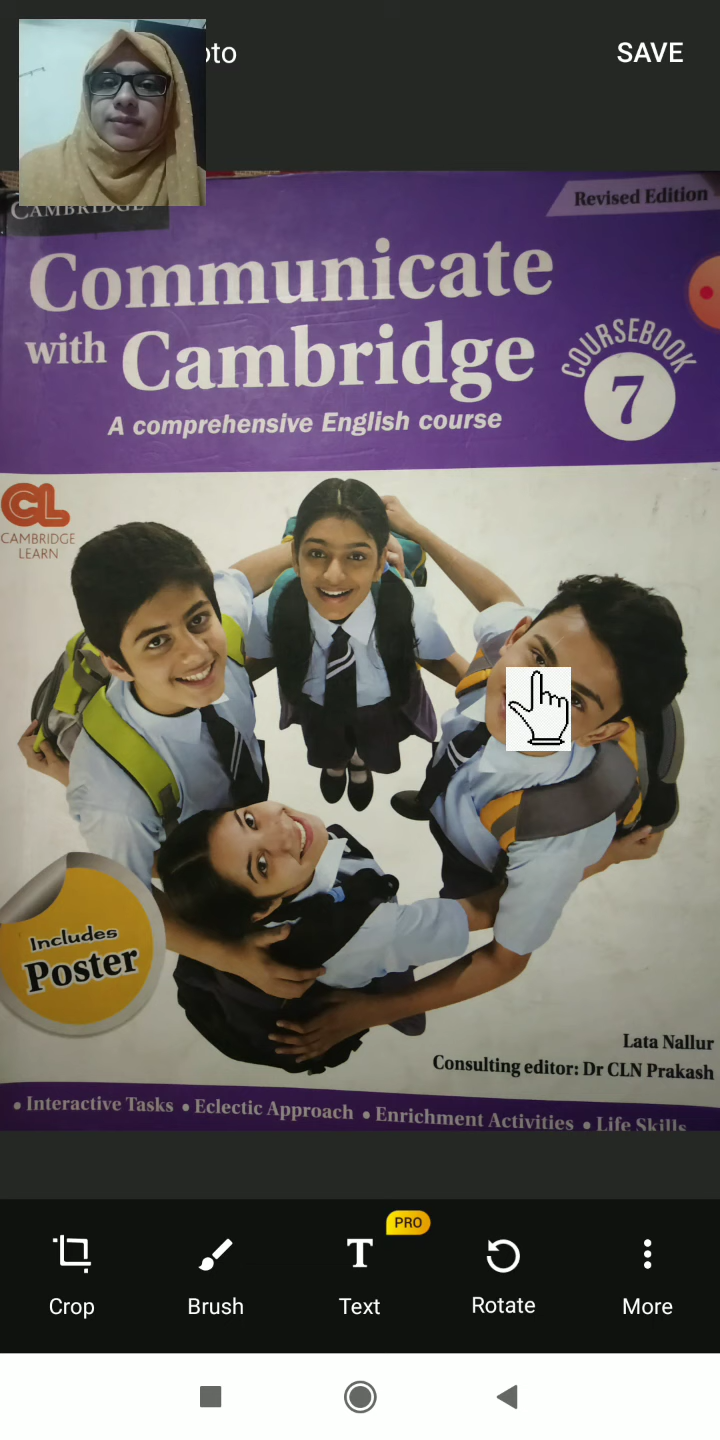 oto
SAVE
CAMBRIDGE
Revised Edition
Communicate
with Cambridge
COURSEBOOK
7
A comprehensive English course
CL
CAMBRIDGE
LEARN
Includes
Poster
Lata Nallur
Consulting editor: Dr CLN Prakash
• Interactive Tasks • Eclectic Approach • Enrichment Activities • Life Skills
PRO
T
Crop
Brush
Text
Rotate
More